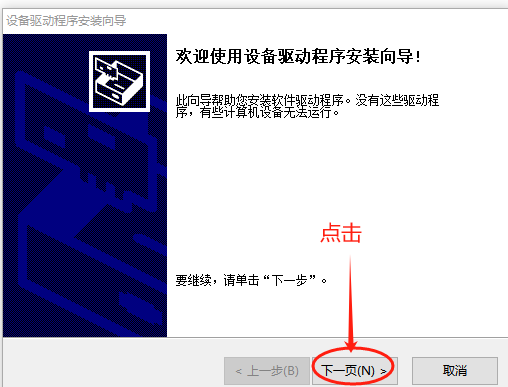 设备驱动程序安装向导
欢迎使用设备驱动程序安装向导!
此向导帮助您安装软件驱动程序。没有这些驱动程
序，有些计算机设备无法运行。
点击
要继续，请单击“下一步”。
< 上一步(B)
下一页(N) >
取消